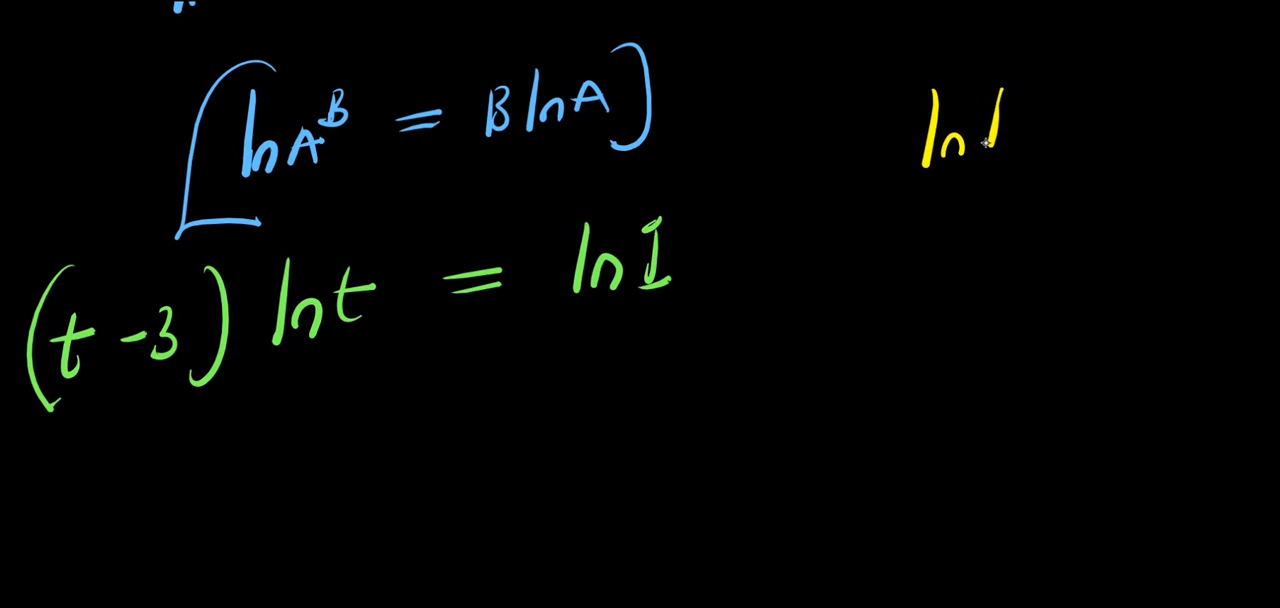 [ln A^B = B ln A]
ln 1
(t - 3) ln t = ln 1